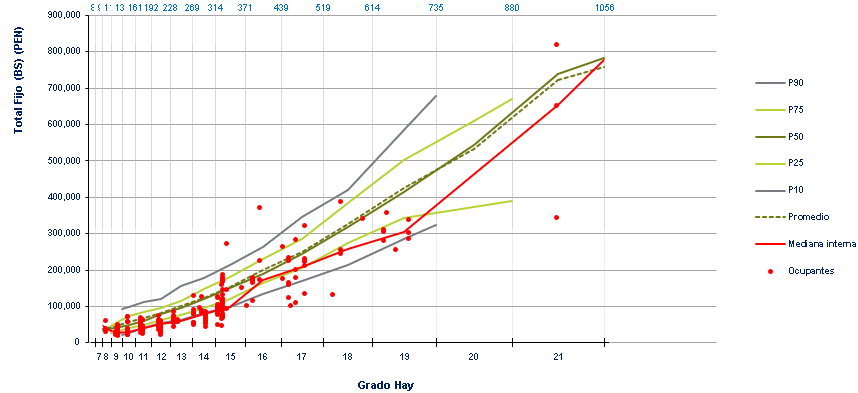 13 161 192 228 269 314 371 439 519 614 735 880 1056
900,000
800,000
700,000
600,000
500,000
400,000
300,000
200,000
100,000
0
Total Fijo (BS) (PEN)
7 8 9 10 11 12 13 14 15 16 17 18 19 20 21
Grado Hay
P90
P75
P50
P25
P10
Promedio
Mediana interna
Ocupantes